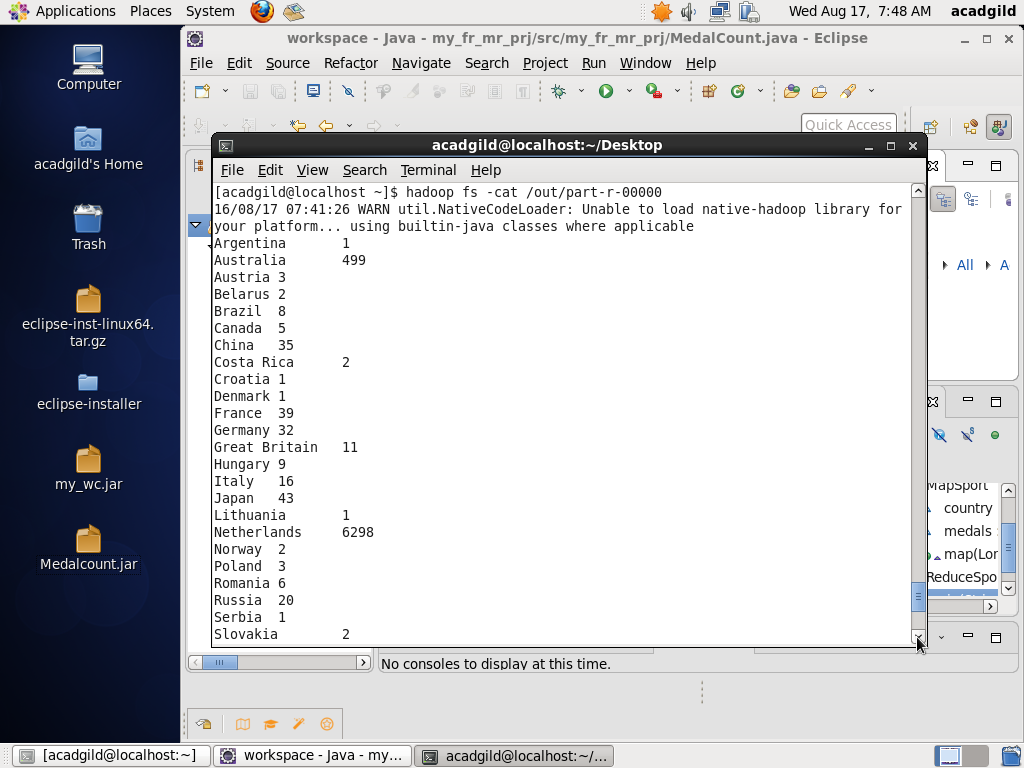 Applications Places System Wed Aug 17, 7:48 AM acadgild
workspace - Java - my_fr_mr_prj/src/my_fr_mr_prj/MedalCount.java - Eclipse
File Edit Source Refactor Navigate Search Project Run Window Help
Quick Access
Computer
acadgild's Home
Trash
eclipse-inst-linux64.
tar.gz
eclipse-installer
my_wc.jar
Medalcount.jar
acadgild@localhost:~/Desktop
File Edit View Search Terminal Help
[acadgild@localhost ~]$ hadoop fs -cat /out/part-r-00000
16/08/17 07:41:26 WARN util.NativeCodeLoader: Unable to load native-hadoop library for
your platform... using builtin-java classes where applicable
Argentina 1
Australia 499
Austria 3
Belarus 2
Brazil 8
Canada 5
China 35
Costa Rica 2
Croatia 1
Denmark 1
France 39
Germany 32
Great Britain 11
Hungary 9
Italy 16
Japan 43
Lithuania 1
Netherlands 6298
Norway 2
Poland 3
Romania 6
Russia 20
Serbia 1
Slovakia 2
All A
MapSport
country
medals :
map(Lor
ReduceSpo
No consoles to display at this time.
[acadgild@localhost:~] workspace - Java - my... acadgild@localhost:~/...